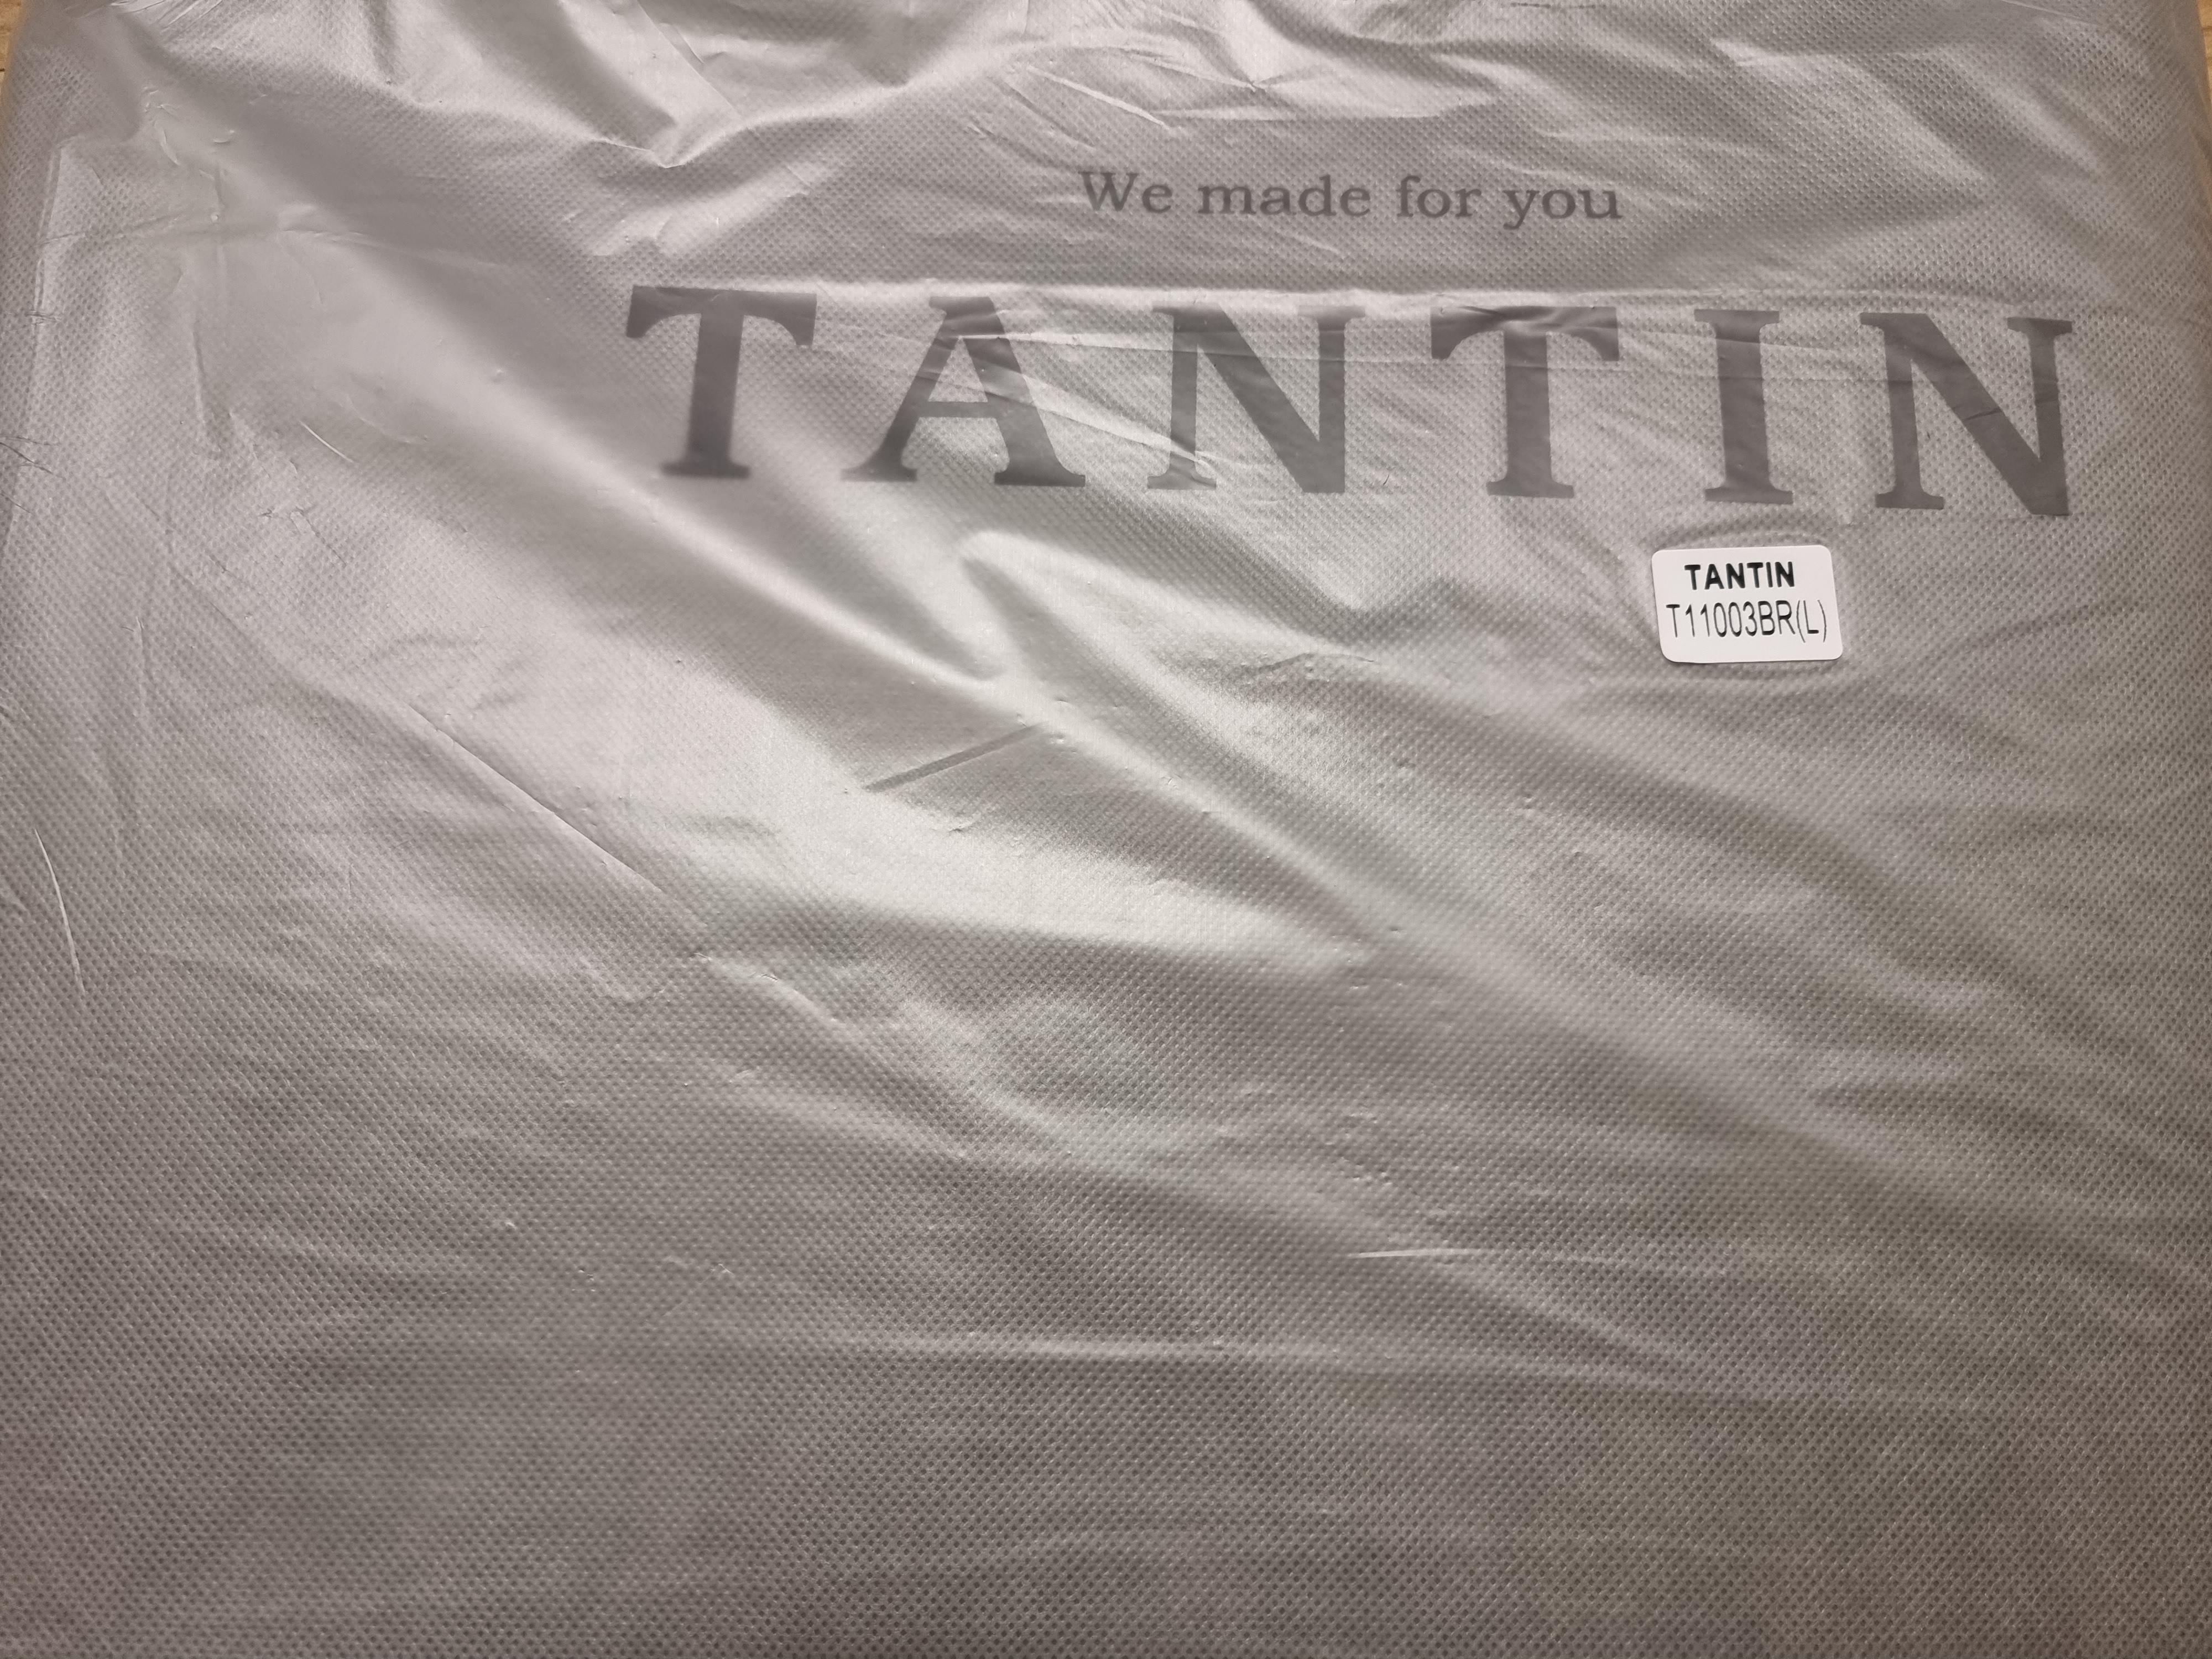 We made for you
TANTIN
TANTIN
T11003BR(L)